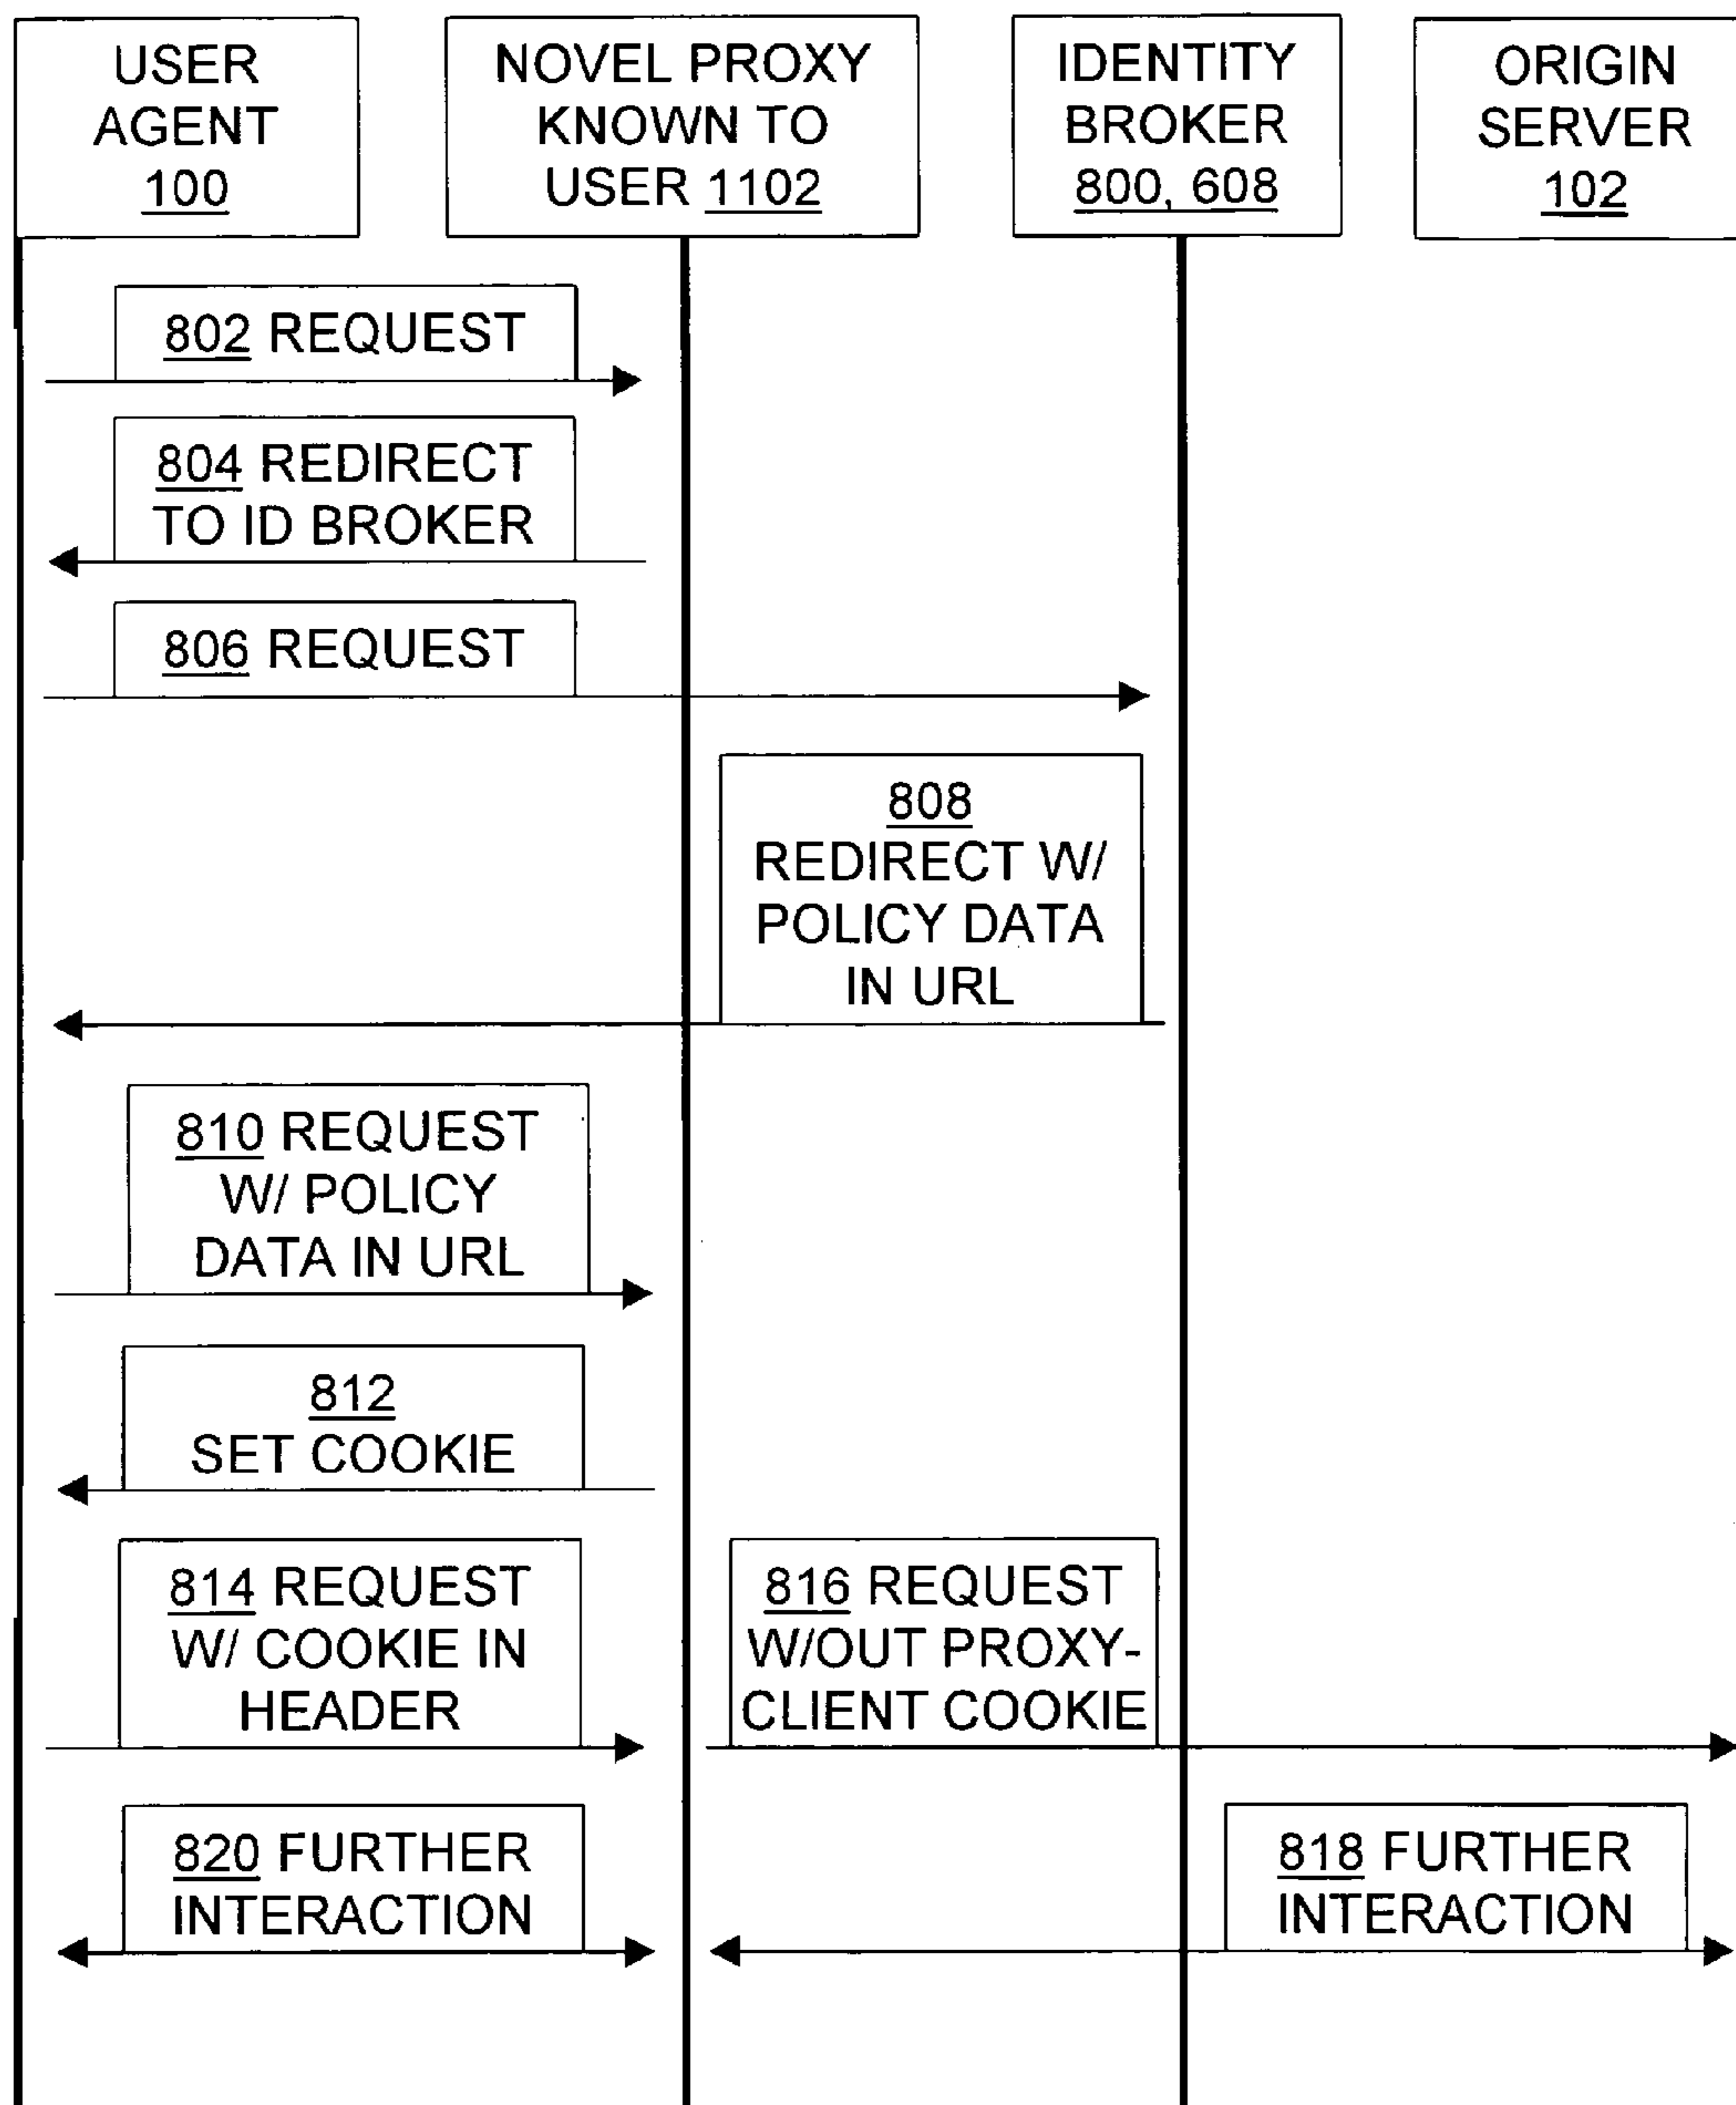 USER
AGENT
100
NOVEL PROXY
KNOWN TO
USER 1102
IDENTITY
BROKER
800, 608
ORIGIN
SERVER
102
802 REQUEST
804 REDIRECT
TO ID BROKER
806 REQUEST
808
REDIRECT W/
POLICY DATA
IN URL
810 REQUEST
W/ POLICY
DATA IN URL
812
SET COOKIE
814 REQUEST
W/ COOKIE IN
HEADER
816 REQUEST
W/OUT PROXY-
CLIENT COOKIE
820 FURTHER
INTERACTION
818 FURTHER
INTERACTION